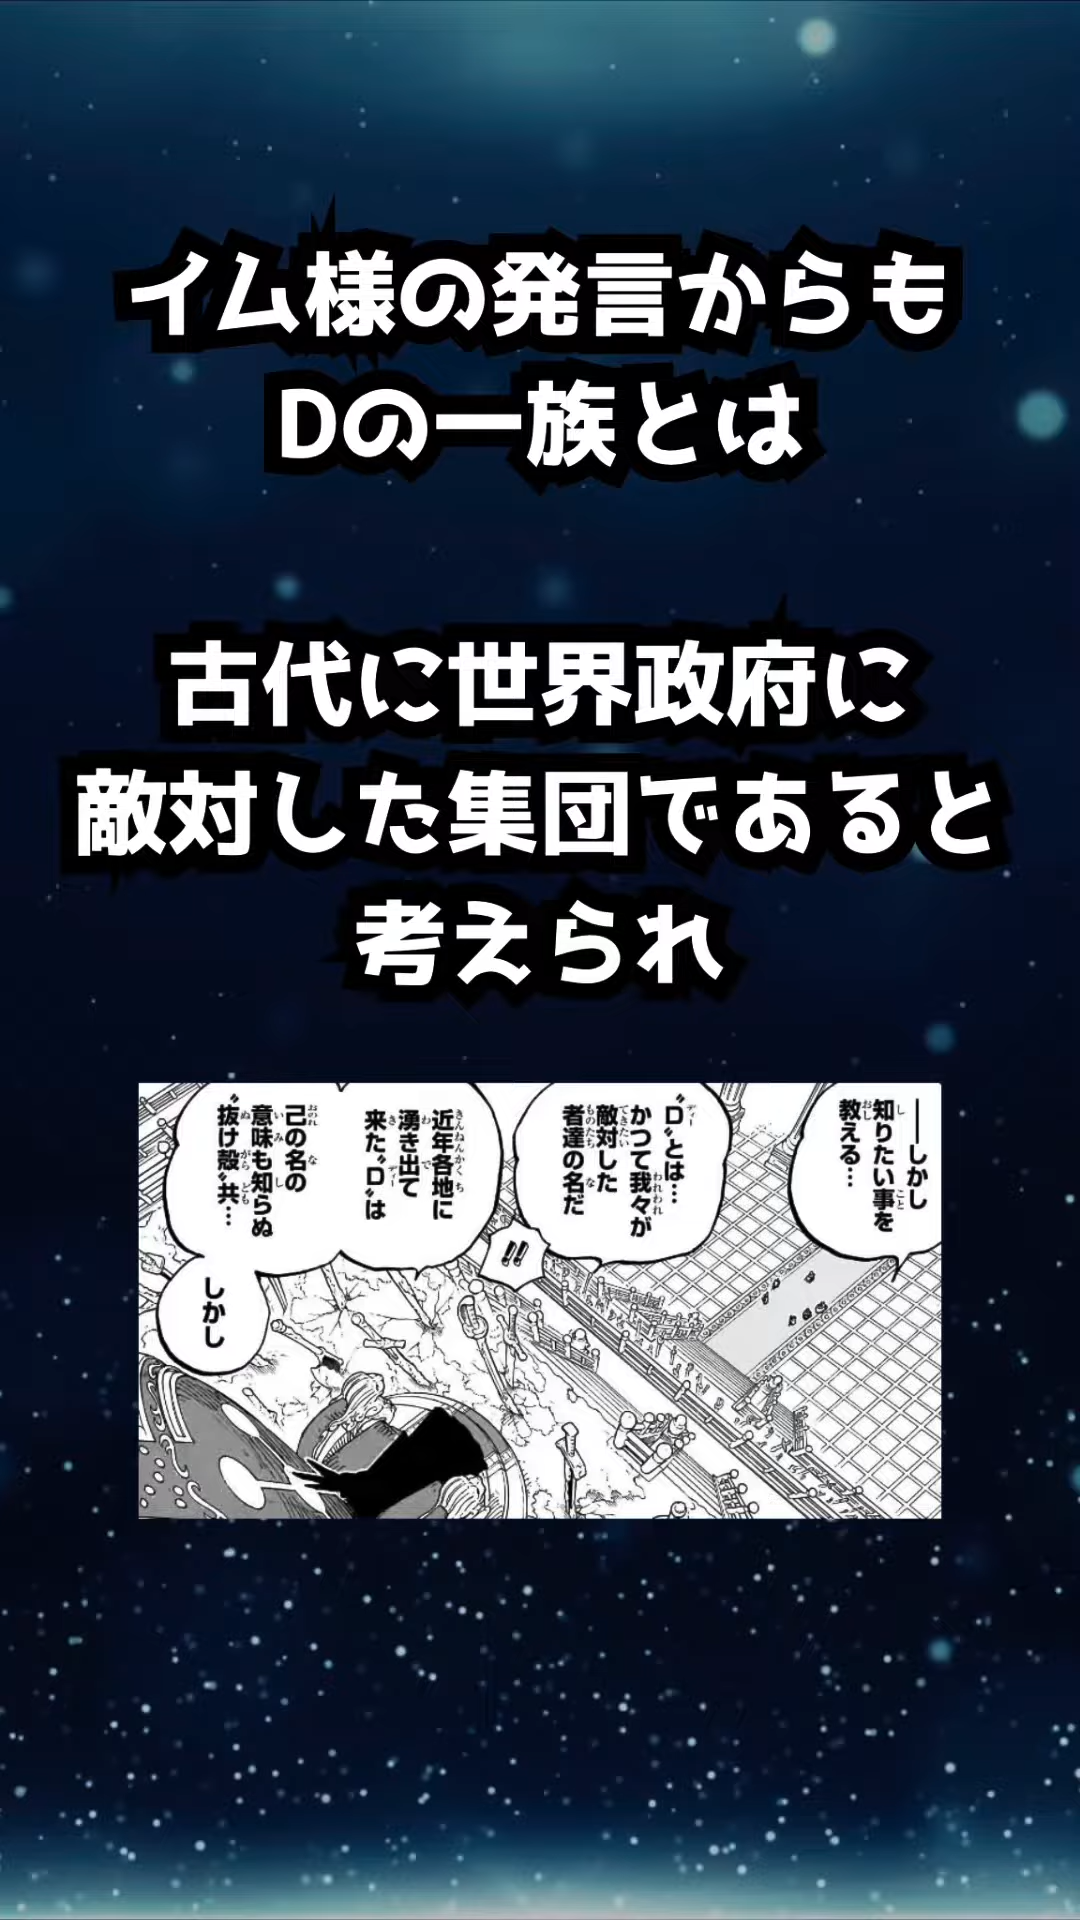 イム様の発言からも
Dの一族とは
古代に世界政府に
敵対した集団であると
考えられ
──しかし
知りたい事を
教える…
“D”とは…
かつて我々が
敵対した
者達の名だ
!!
近年各地に
湧き出て
来た“D”は
己の名の
意味も知らぬ
“抜け殻”共…
しかし